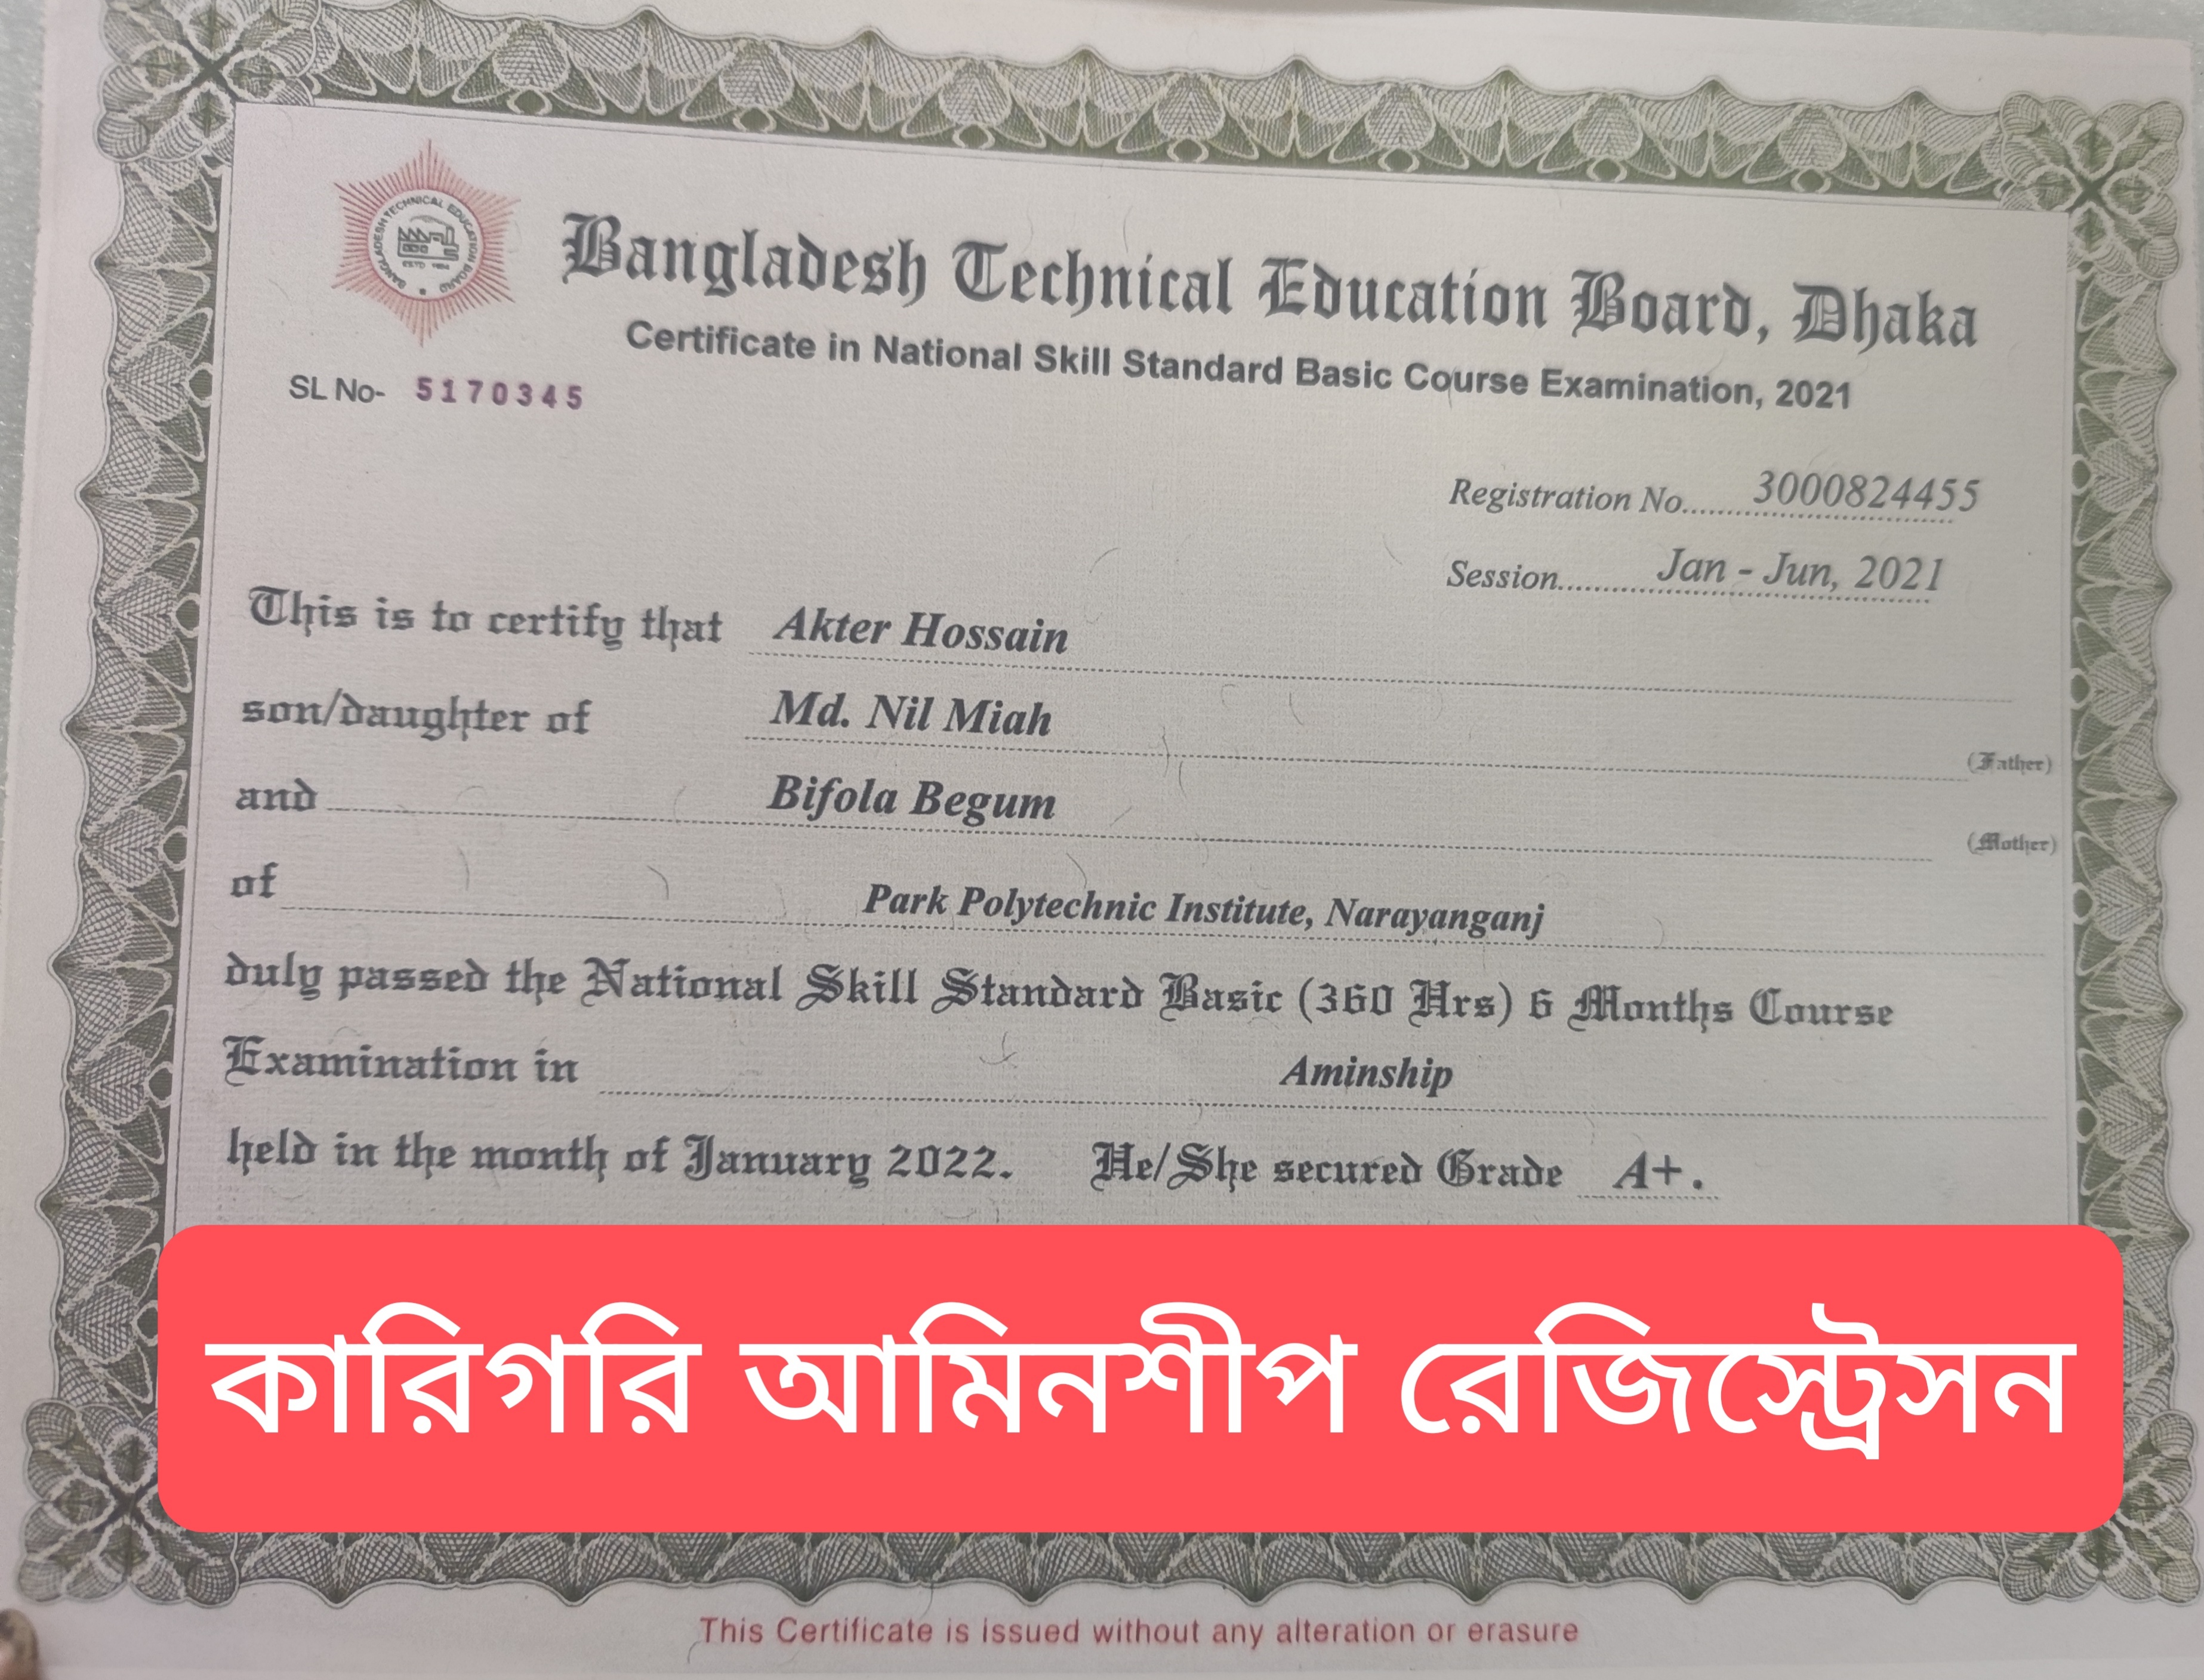 BANGLADESH TECHNICAL EDUCATION BOARD
Bangladesh Technical Education Board, Dhaka
Certificate in National Skill Standard Basic Course Examination, 2021
SL No- 5170345
Registration No......3000824455
Session..........Jan - Jun, 2021
This is to certify that Akter Hossain
son/daughter of Md. Nil Miah
(Father)
and Bifola Begum
(Mother)
of Park Polytechnic Institute, Narayanganj
duly passed the National Skill Standard Basic (360 Hrs) 6 Months Course
Examination in Aminship
held in the month of January 2022. He/She secured Grade A+.
কারিগরি আমিনশীপ রেজিস্ট্রেসন
This Certificate is issued without any alteration or erasure